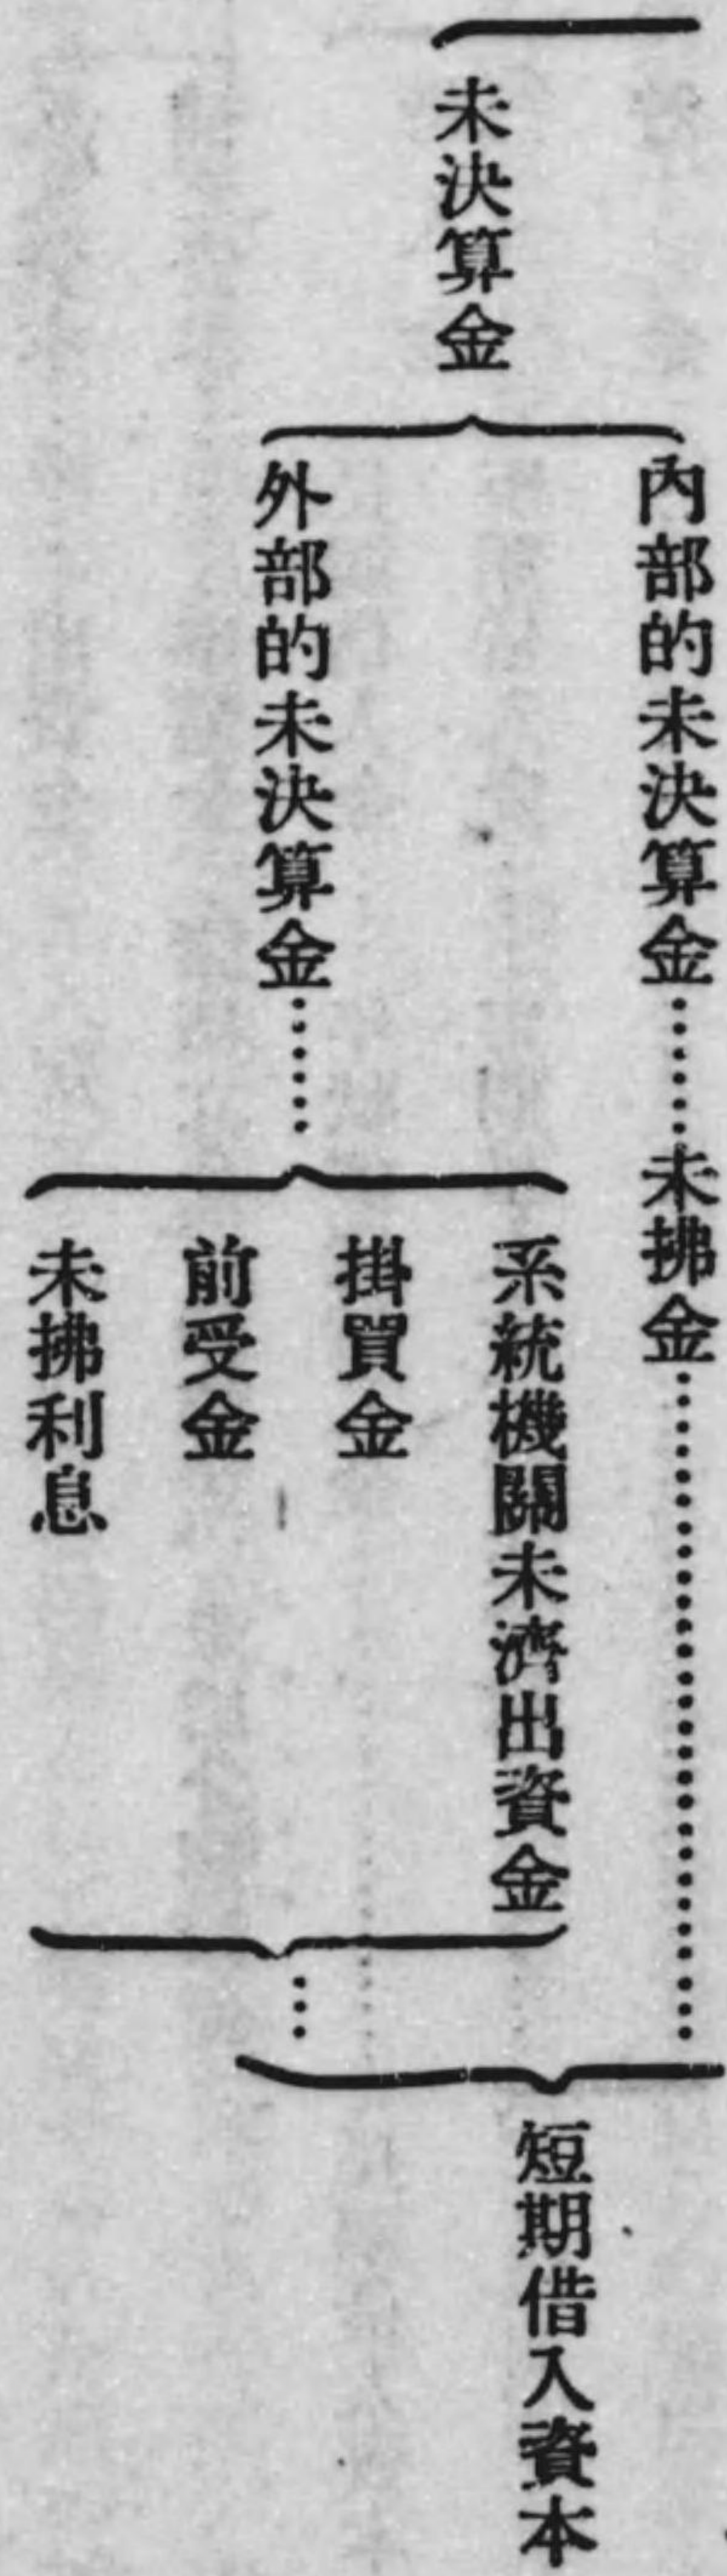 未決算金
內部的未決算金……未拂金…………………
外部的未決算金……
系統機關未濟出資金
掛買金
前受金
未拂利息
…
短期借入資本